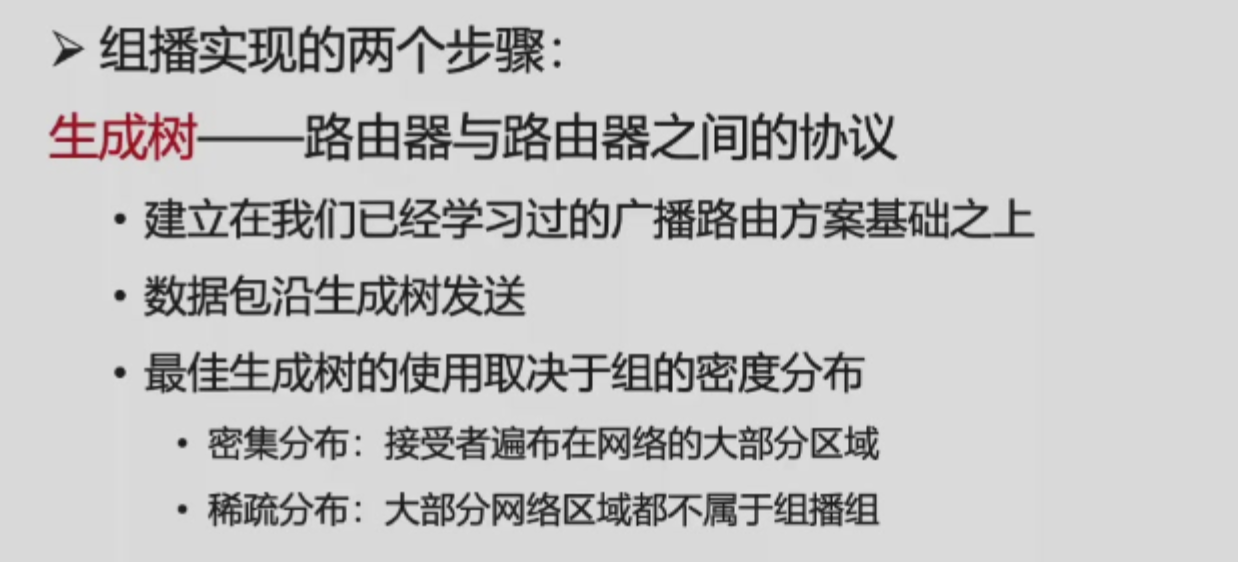 ➢ 组播实现的两个步骤：
生成树——路由器与路由器之间的协议
• 建立在我们已经学习过的广播路由方案基础之上
• 数据包沿生成树发送
• 最佳生成树的使用取决于组的密度分布
• 密集分布：接受者遍布在网络的大部分区域
• 稀疏分布：大部分网络区域都不属于组播组